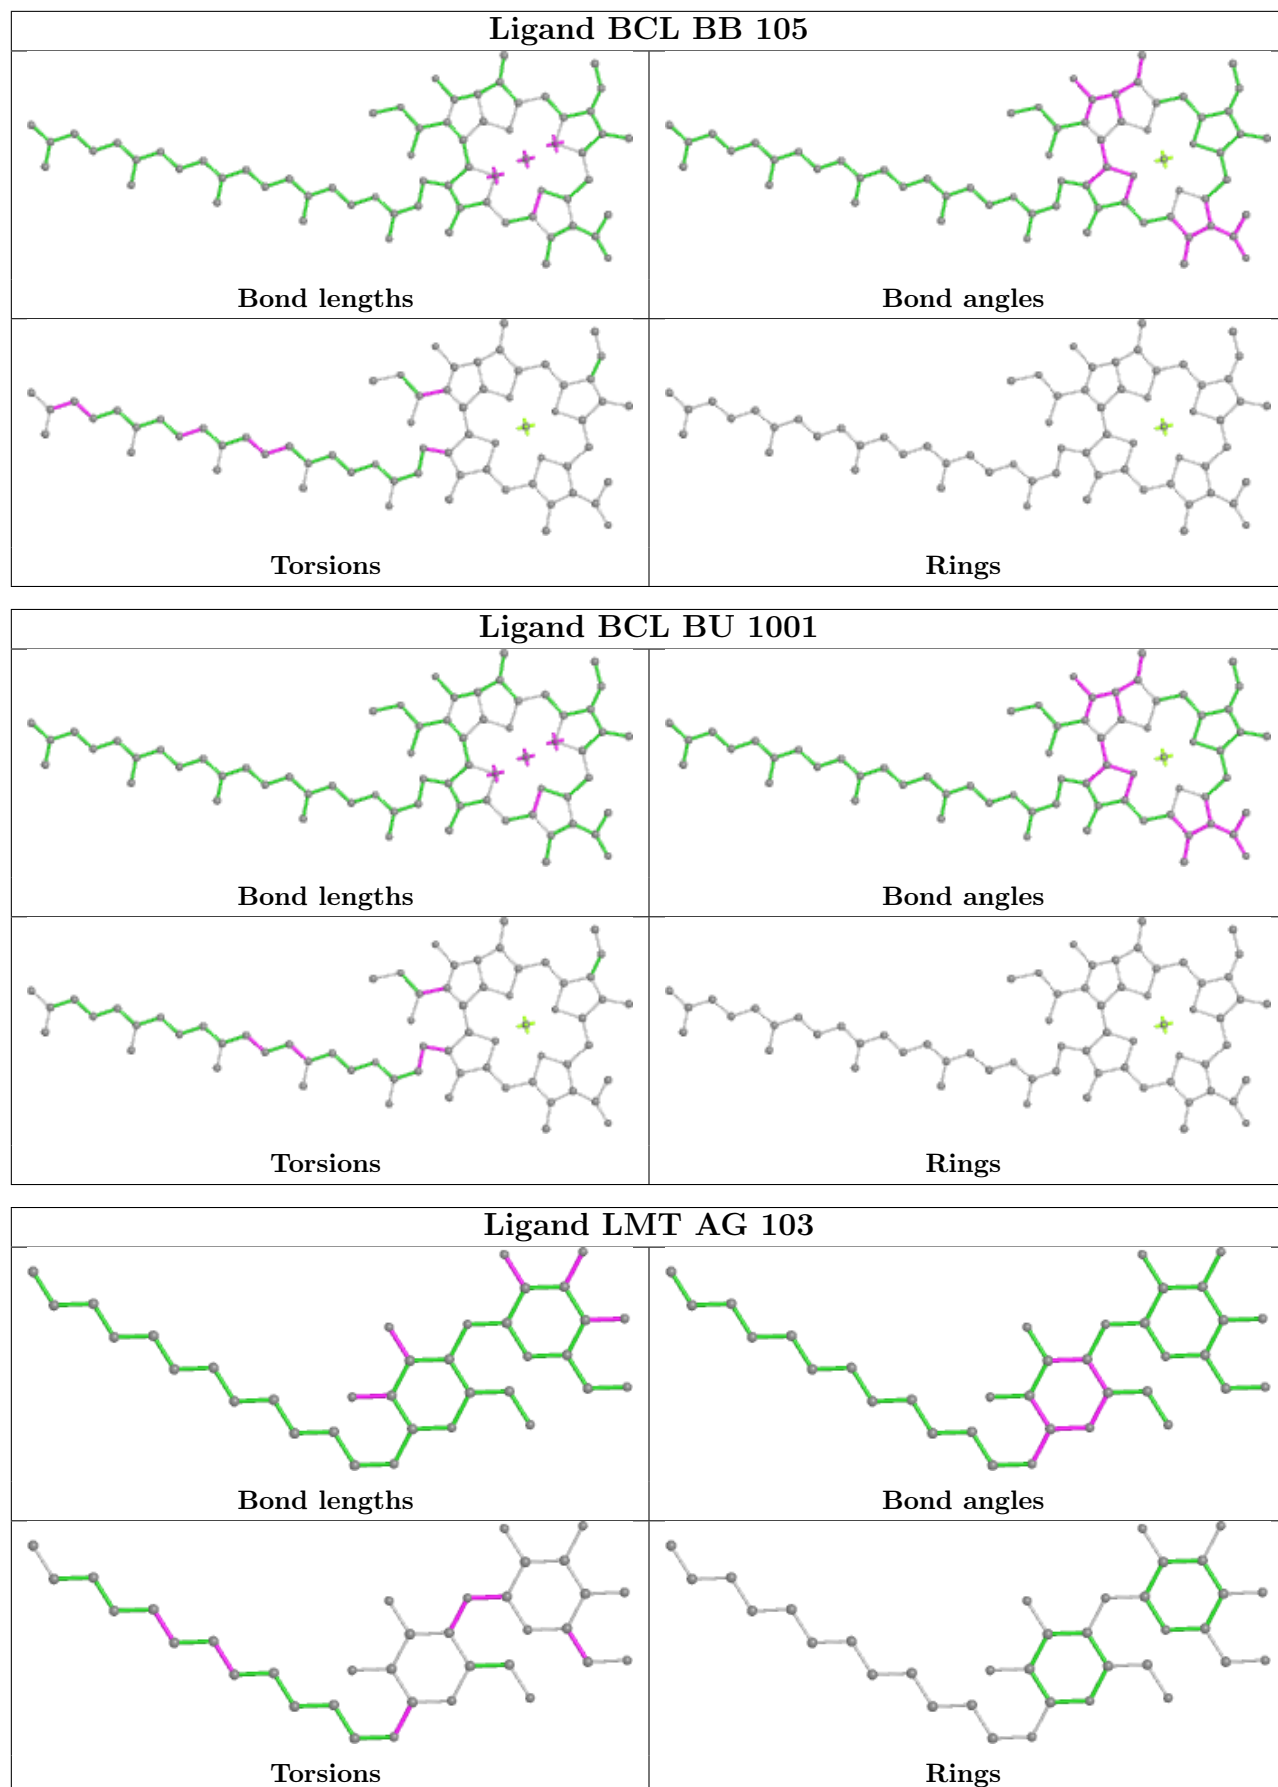 Ligand BCL BB 105
Bond lengths
Bond angles
Torsions
Rings
Ligand BCL BU 1001
Bond lengths
Bond angles
Torsions
Rings
Ligand LMT AG 103
Bond lengths
Bond angles
Torsions
Rings